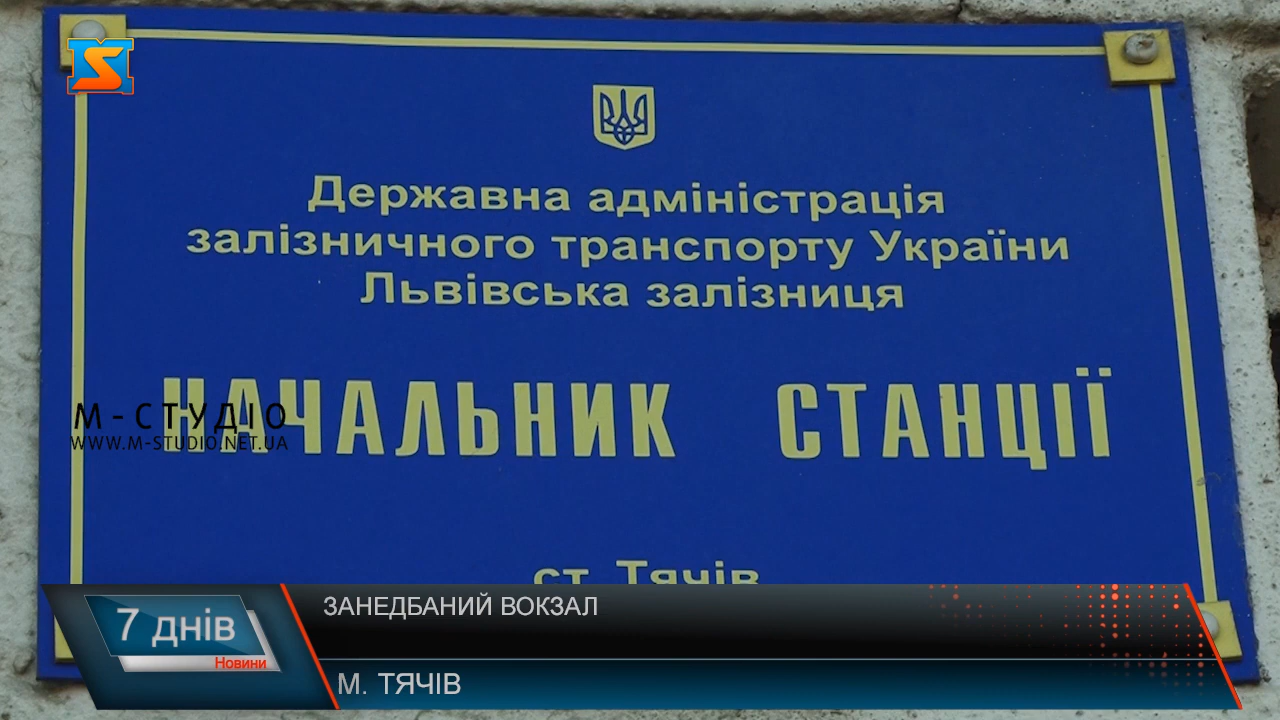 Державна адміністрація
залізничного транспорту України
Львівська залізниця
НАЧАЛЬНИК СТАНЦІЇ
М-СТУДІО
WWW.M-STUDIO.NET.UA
ст. Тячів
ЗАНЕДБАНИЙ ВОКЗАЛ
7 днів
Новини
М. ТЯЧІВ